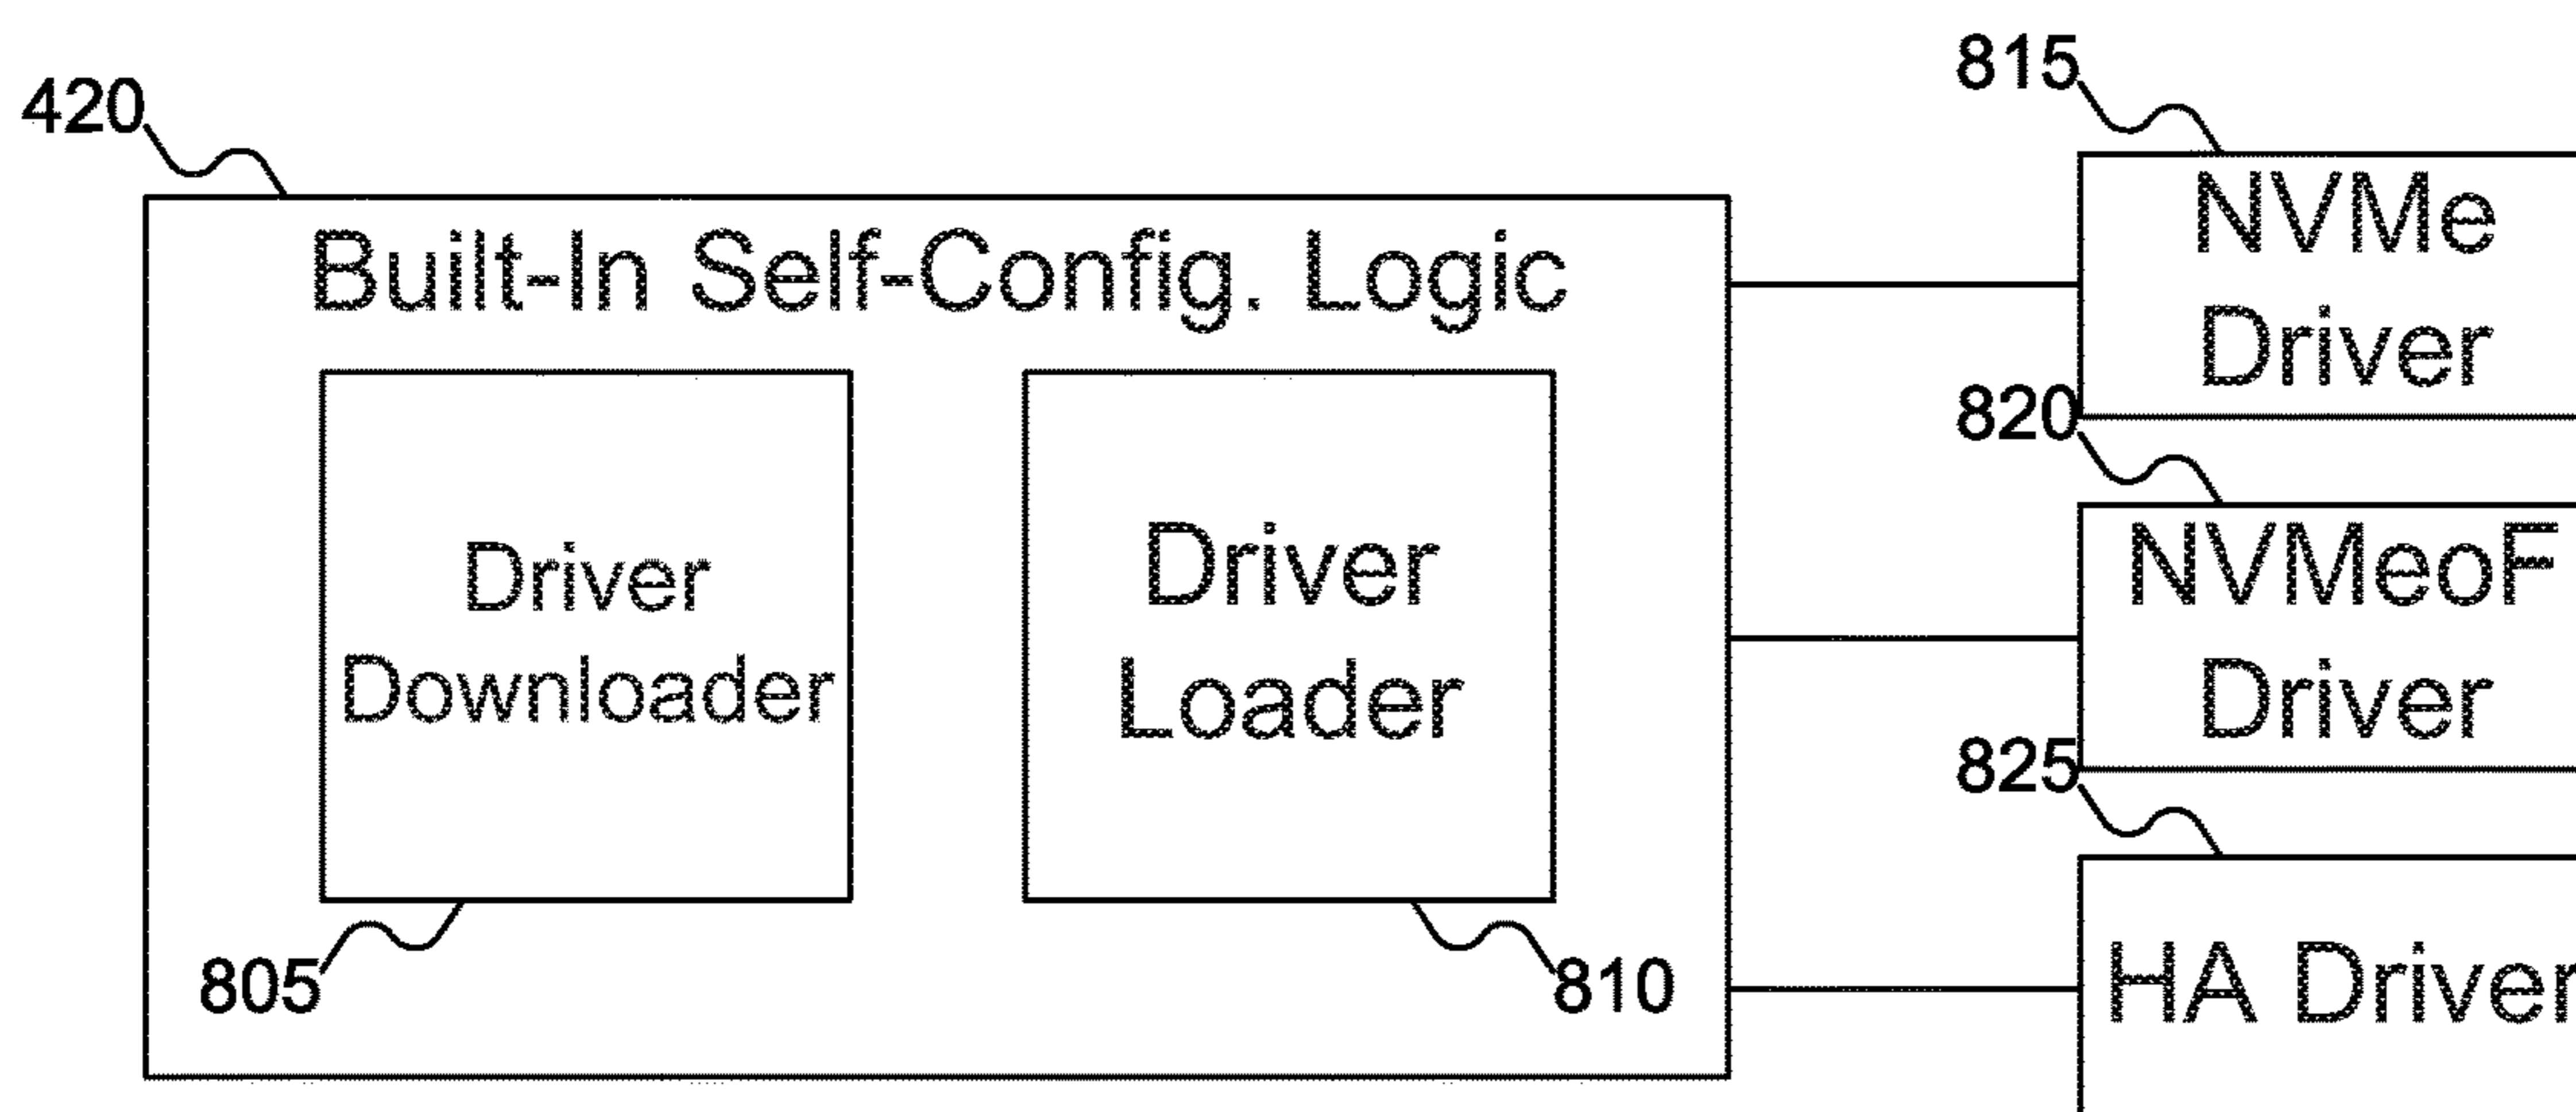 815
420
NVMe
Driver
Built-In Self-Config. Logic
820
NVMeoF
Driver
Driver
Downloader
Driver
Loader
825
HA Driver
805
810